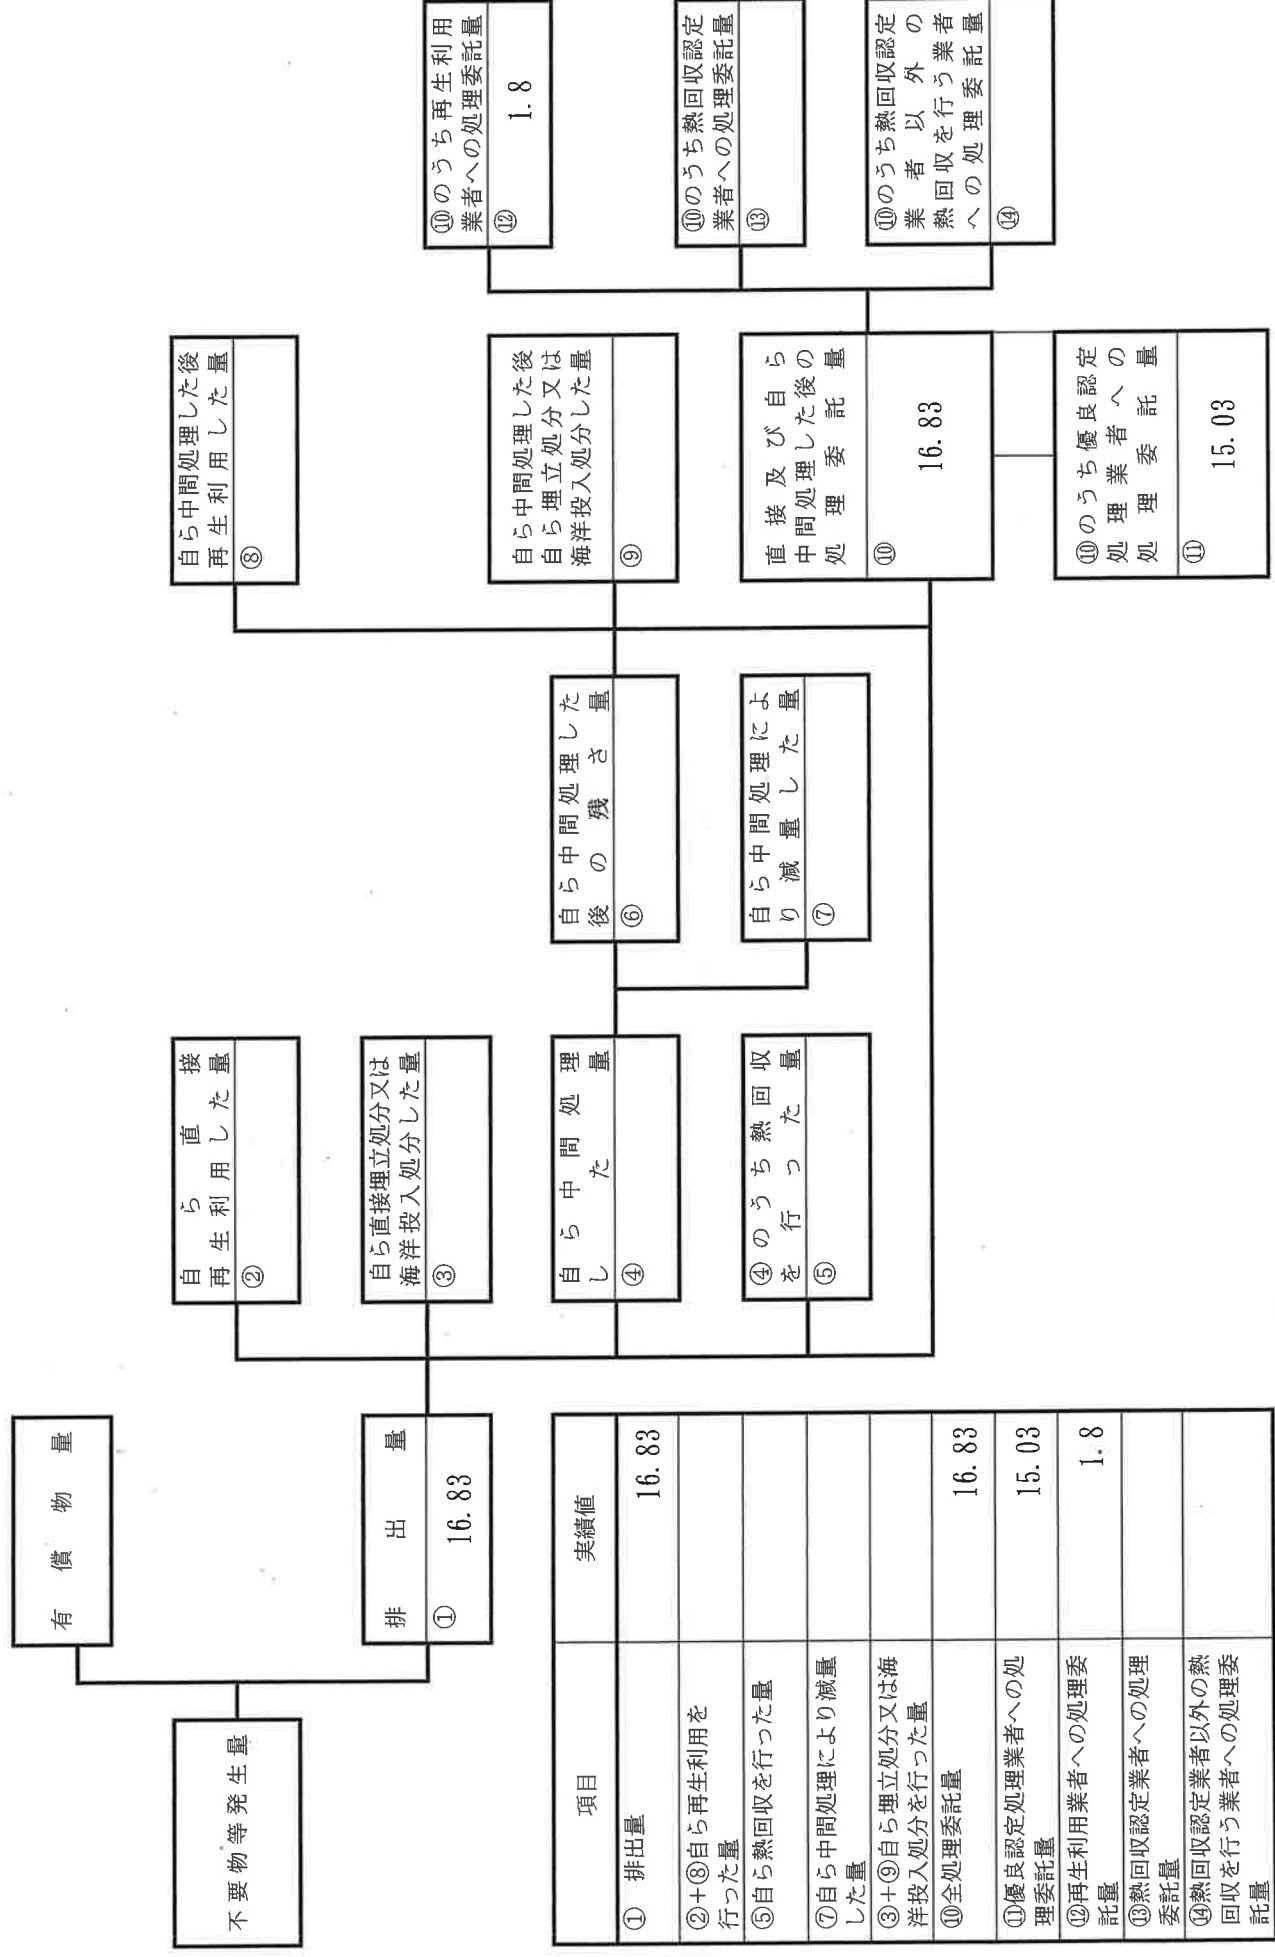 不要物等発生量
有償物量
排出量
① 16.83
自ら直接
再生利用した量
②
自ら直接埋立処分又は
海洋投入処分した量
③
自ら中間処理
した量
④
④のうち熱回収
を行った量
⑤
自ら中間処理した
後の残さ量
⑥
自ら中間処理によ
り減量した量
⑦
自ら中間処理した後
再生利用した量
⑧
自ら中間処理した後
自ら埋立処分又は
海洋投入処分した量
⑨
直接及び自ら
中間処理した後の
処理委託量
⑩ 16.83
⑩のうち優良認定
処理業者への
処理委託量
⑪ 15.03
⑩のうち再生利用
業者への処理委託量
⑫ 1.8
⑩のうち熱回収認定
業者への処理委託量
⑬
⑩のうち熱回収認定
業者以外の
熱回収を行う業者
への処理委託量
⑭
項目 実績値
① 排出量 16.83
②+⑧自ら再生利用を
行った量
⑤自ら熱回収を行った量
⑦自ら中間処理により減量
した量
③+⑨自ら埋立処分又は海
洋投入処分を行った量
⑩全処理委託量 16.83
⑪優良認定処理業者への処
理委託量 15.03
⑫再生利用業者への処理委
託量 1.8
⑬熱回収認定業者への処理
委託量
⑭熱回収認定業者以外の熱
回収を行う業者への処理委
託量